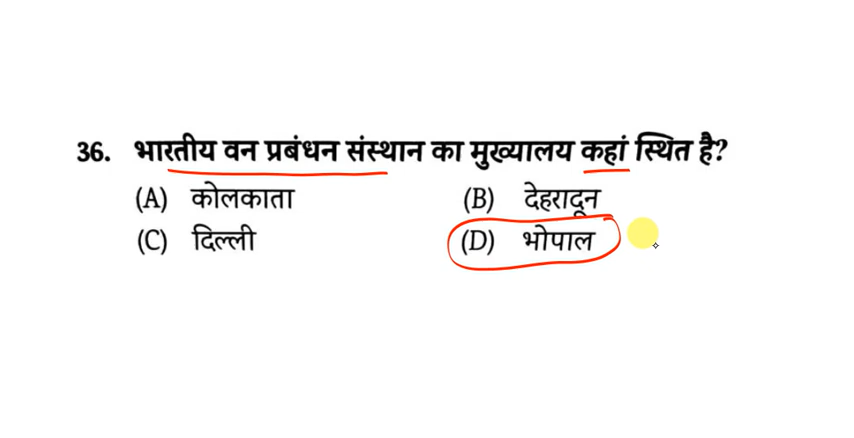 36. भारतीय वन प्रबंधन संस्थान का मुख्यालय कहां स्थित है?
(A) कोलकाता (B) देहरादून
(C) दिल्ली (D) भोपाल